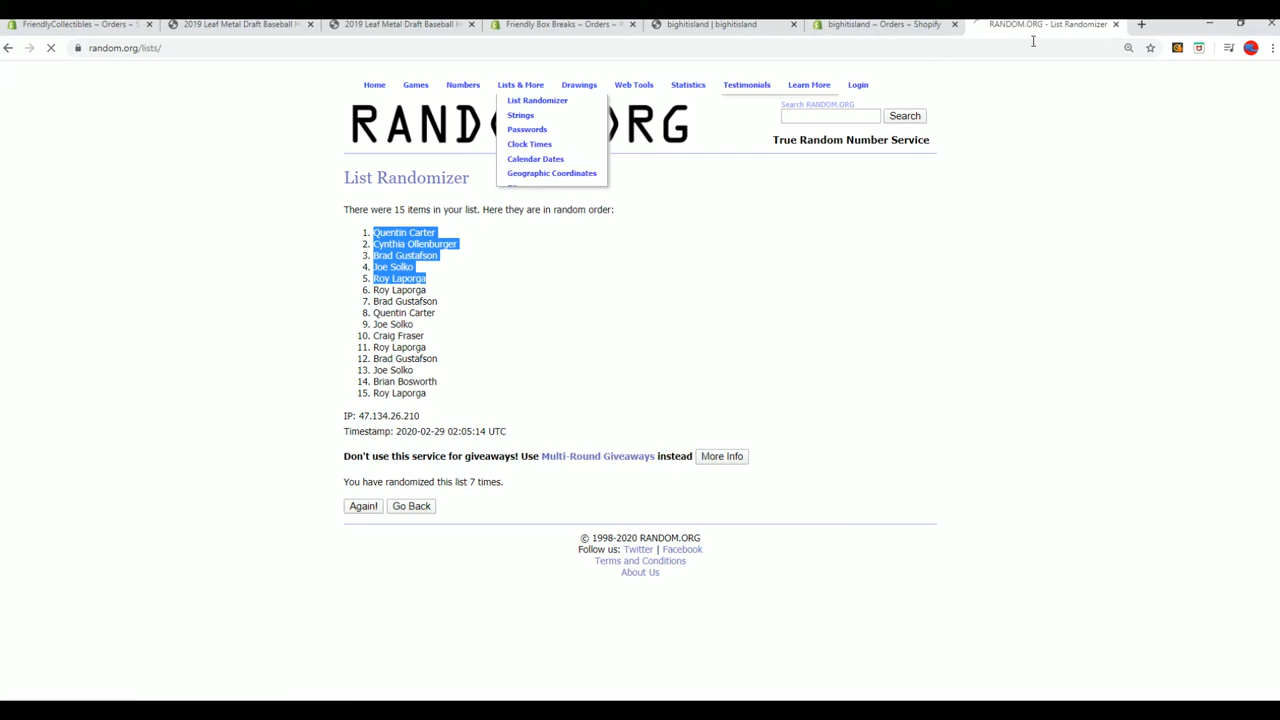 FriendlyCollectibles ~ Orders ~ S
2019 Leaf Metal Draft Baseball H
2019 Leaf Metal Draft Baseball H
Friendly Box Breaks ~ Orders ~
bighitisland | bighitisland
bighitisland ~ Orders ~ Shopify
RANDOM.ORG - List Randomizer
random.org/lists/
Home Games Numbers Lists & More Drawings Web Tools Statistics Testimonials Learn More Login
List Randomizer
Strings
Passwords
Clock Times
Calendar Dates
Geographic Coordinates
Search RANDOM.ORG
Search
True Random Number Service
List Randomizer
There were 15 items in your list. Here they are in random order:
1. Quentin Carter
2. Cynthia Ollenburger
3. Brad Gustafson
4. Joe Solko
5. Roy Laporga
6. Roy Laporga
7. Brad Gustafson
8. Quentin Carter
9. Joe Solko
10. Craig Fraser
11. Roy Laporga
12. Brad Gustafson
13. Joe Solko
14. Brian Bosworth
15. Roy Laporga
IP: 47.134.26.210
Timestamp: 2020-02-29 02:05:14 UTC
Don't use this service for giveaways! Use Multi-Round Giveaways instead More Info
You have randomized this list 7 times.
Again! Go Back
© 1998-2020 RANDOM.ORG
Follow us: Twitter | Facebook
Terms and Conditions
About Us